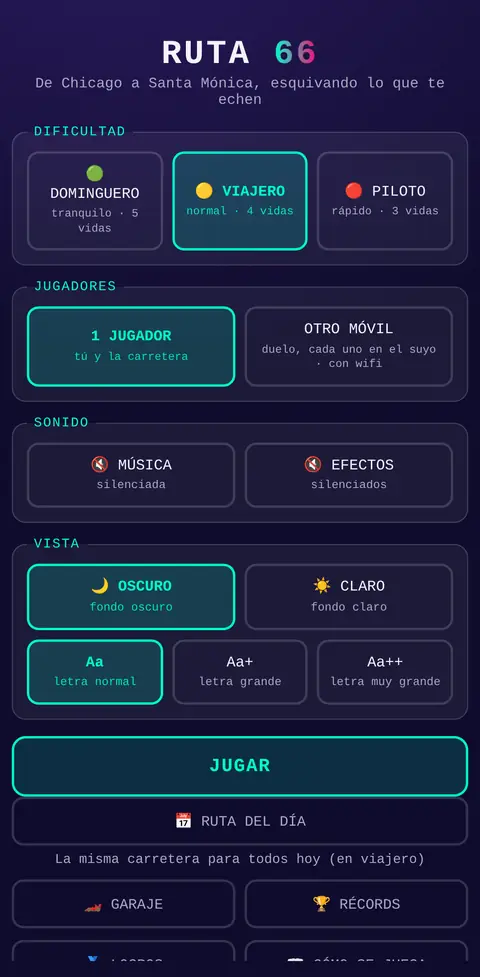 RUTA 66
De Chicago a Santa Mónica, esquivando lo que te
echen
DIFICULTAD
🟢
DOMINGUERO
tranquilo · 5
vidas
🟡 VIAJERO
normal · 4 vidas
🔴 PILOTO
rápido · 3 vidas
JUGADORES
1 JUGADOR
tú y la carretera
OTRO MÓVIL
duelo, cada uno en el suyo
· con wifi
SONIDO
🔇 MÚSICA
silenciada
🔇 EFECTOS
silenciados
VISTA
🌙 OSCURO
fondo oscuro
☀️ CLARO
fondo claro
Aa
letra normal
Aa+
letra grande
Aa++
letra muy grande
JUGAR
📅 RUTA DEL DÍA
La misma carretera para todos hoy (en viajero)
🏎️ GARAJE
🏆 RÉCORDS